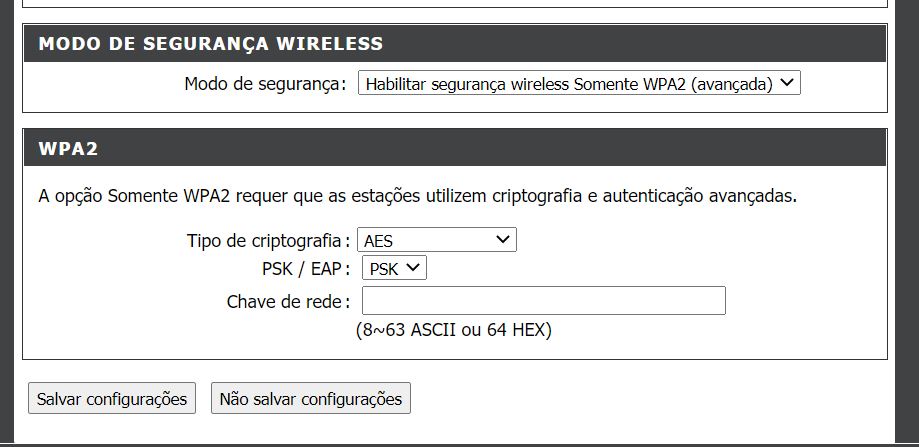 MODO DE SEGURANÇA WIRELESS
Modo de segurança: Habilitar segurança wireless Somente WPA2 (avançada)
WPA2
A opção Somente WPA2 requer que as estações utilizem criptografia e autenticação avançadas.
Tipo de criptografia : AES
PSK / EAP : PSK
Chave de rede :
(8~63 ASCII ou 64 HEX)
Salvar configurações Não salvar configurações